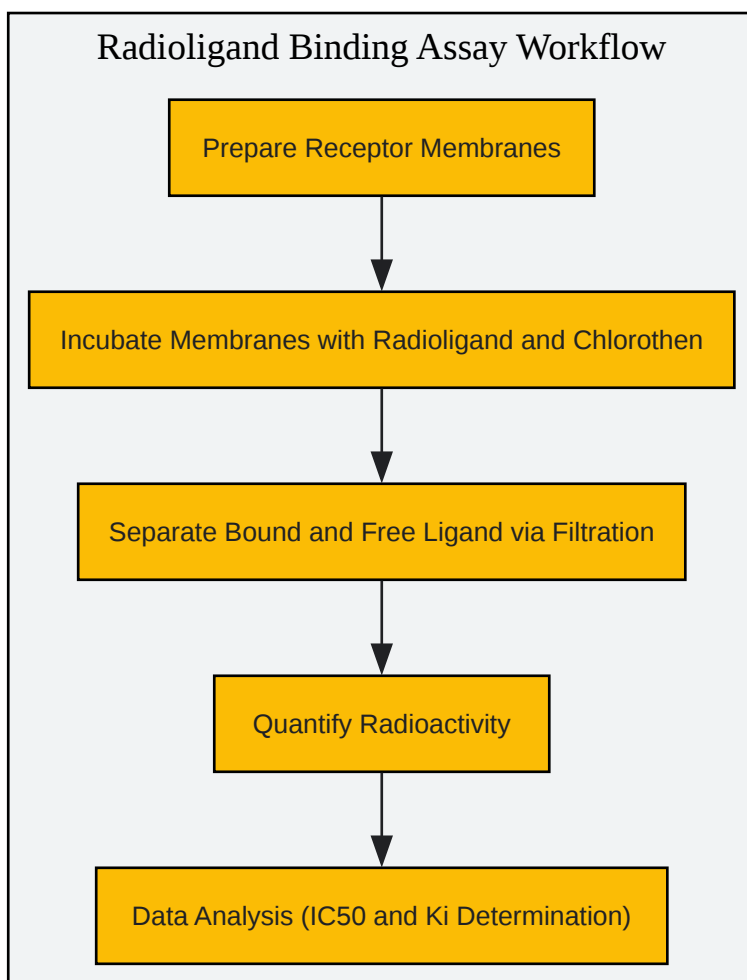 Radioligand Binding Assay Workflow
Prepare Receptor Membranes
Incubate Membranes with Radioligand and Chlorothen
Separate Bound and Free Ligand via Filtration
Quantify Radioactivity
Data Analysis (IC50 and Ki Determination)